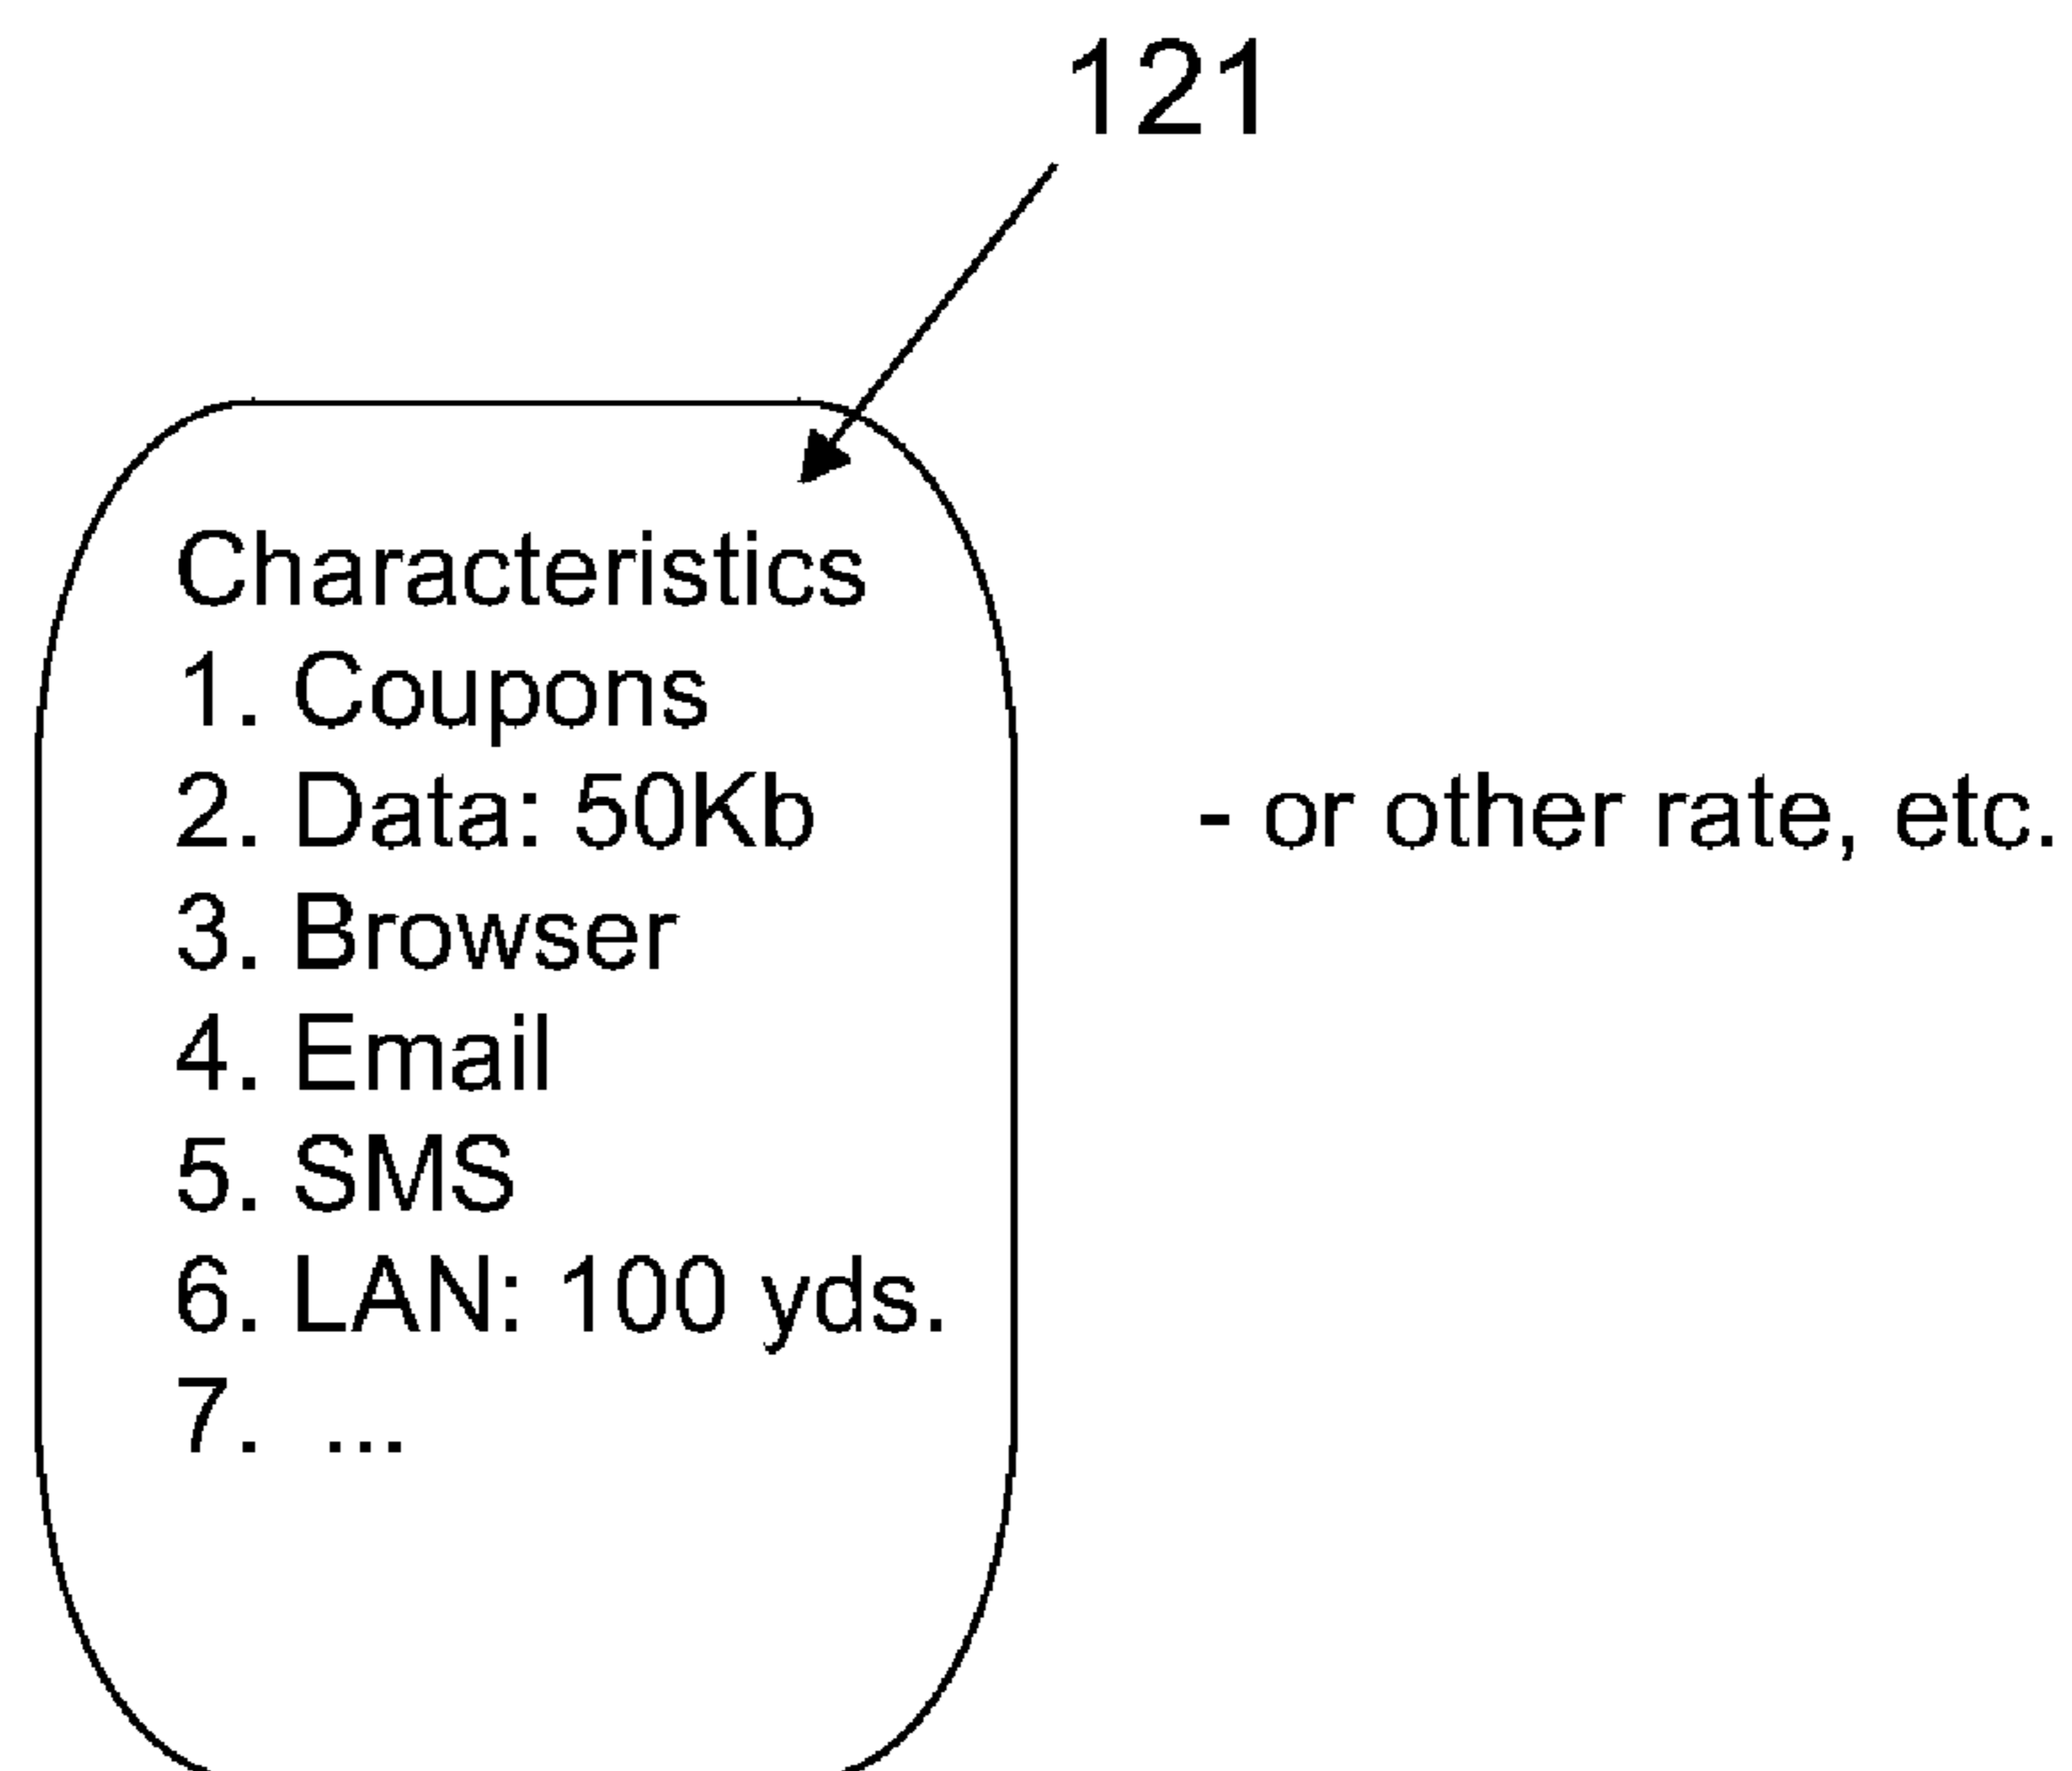 121
Characteristics
1. Coupons
2. Data: 50Kb - or other rate, etc.
3. Browser
4. Email
5. SMS
6. LAN: 100 yds.
7. ...